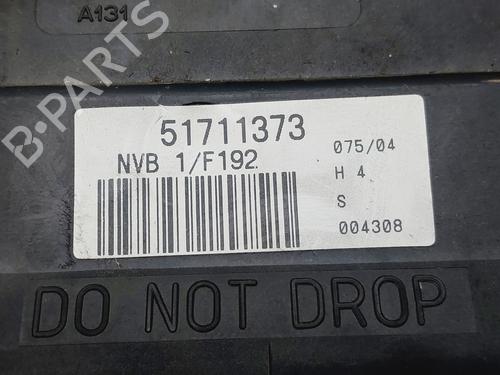 A131
B-PARTS
51711373
NVB 1/F192
075/04
H 4
S
004308
DO NOT DROP